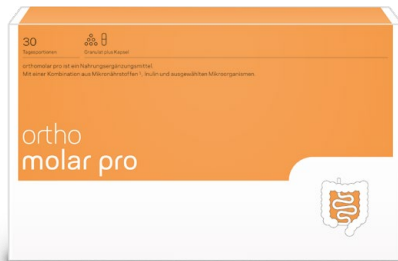 30
Tagesportionen
Granulat plus Kapsel
orthomolar pro ist ein Nahrungsergänzungsmittel.
Mit einer Kombination aus Mikronährstoffen¹, Inulin und ausgewählten Mikroorganismen.
ortho
molar pro